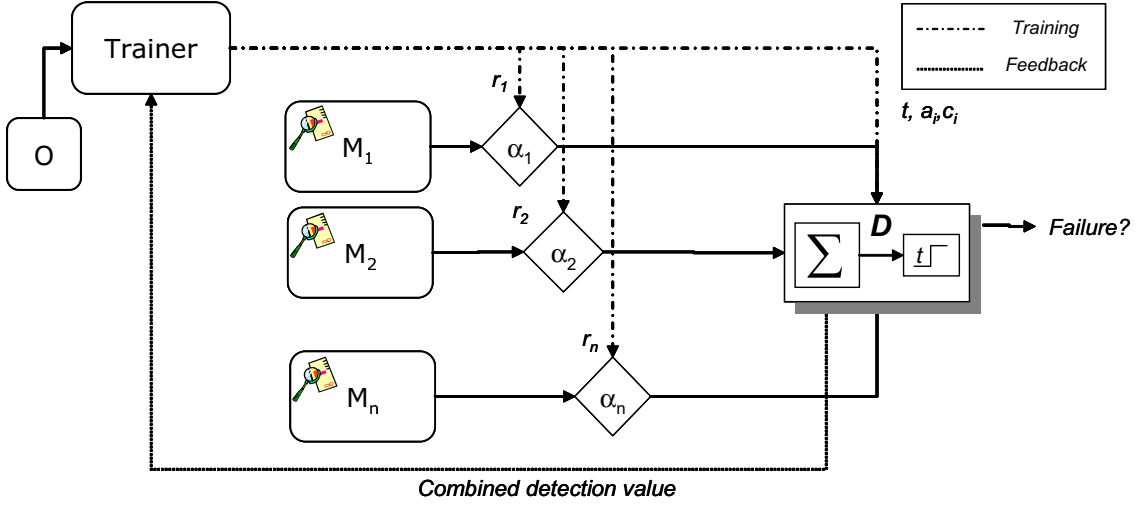 Trainer
Training
Feedback
t, aᵢ,cᵢ
O
r₁
M₁
α₁
r₂
M₂
α₂
D
Σ
t
Failure?
rₙ
Mₙ
αₙ
Combined detection value